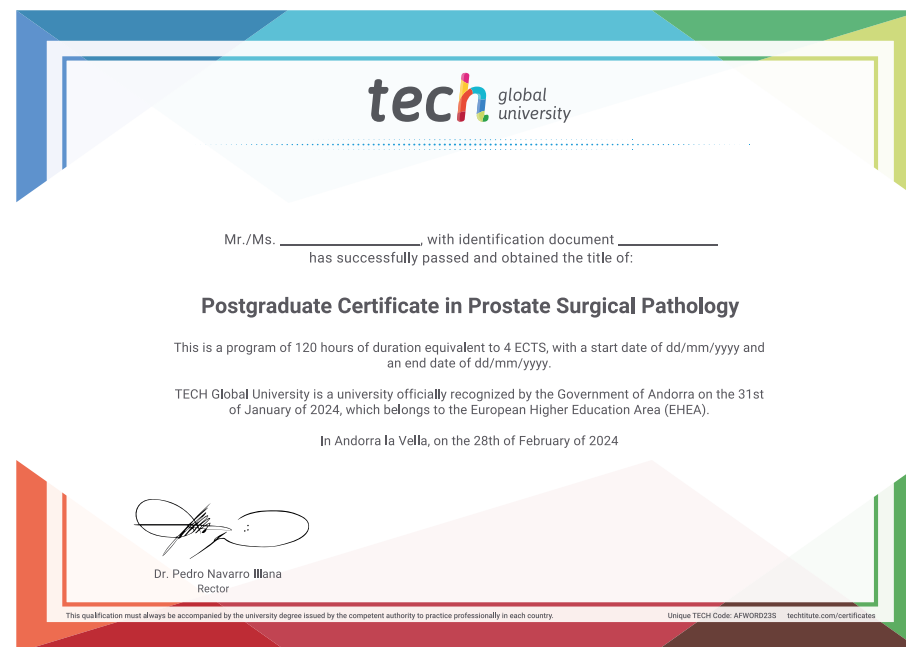 tech global
university
Mr./Ms. ____________, with identification document ____________
has successfully passed and obtained the title of:
Postgraduate Certificate in Prostate Surgical Pathology
This is a program of 120 hours of duration equivalent to 4 ECTS, with a start date of dd/mm/yyyy and
an end date of dd/mm/yyyy.
TECH Global University is a university officially recognized by the Government of Andorra on the 31st
of January of 2024, which belongs to the European Higher Education Area (EHEA).
In Andorra la Vella, on the 28th of February of 2024
Dr. Pedro Navarro Illana
Rector
This qualification must always be accompanied by the university degree issued by the competent authority to practice professionally in each country. Unique TECH Code: AFWORD23S techtitute.com/certificates